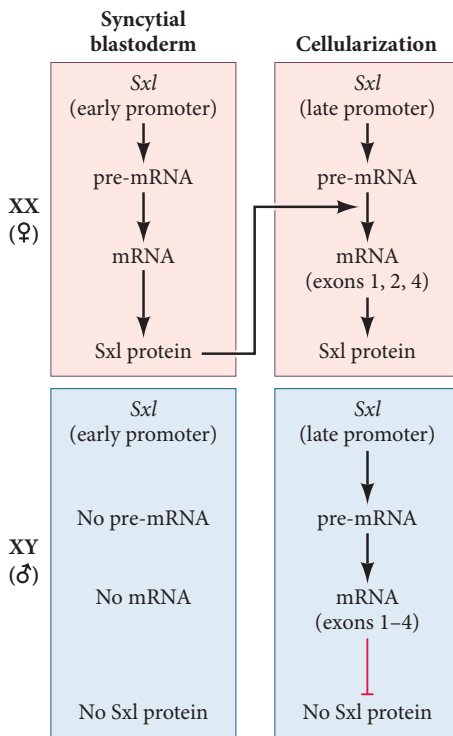 Syncytial
blastoderm
Cellularization
XX
(♀)
Sxl
(early promoter)
pre-mRNA
mRNA
Sxl protein
Sxl
(late promoter)
pre-mRNA
mRNA
(exons 1, 2, 4)
Sxl protein
XY
(♂)
Sxl
(early promoter)
No pre-mRNA
No mRNA
No Sxl protein
Sxl
(late promoter)
pre-mRNA
mRNA
(exons 1–4)
No Sxl protein